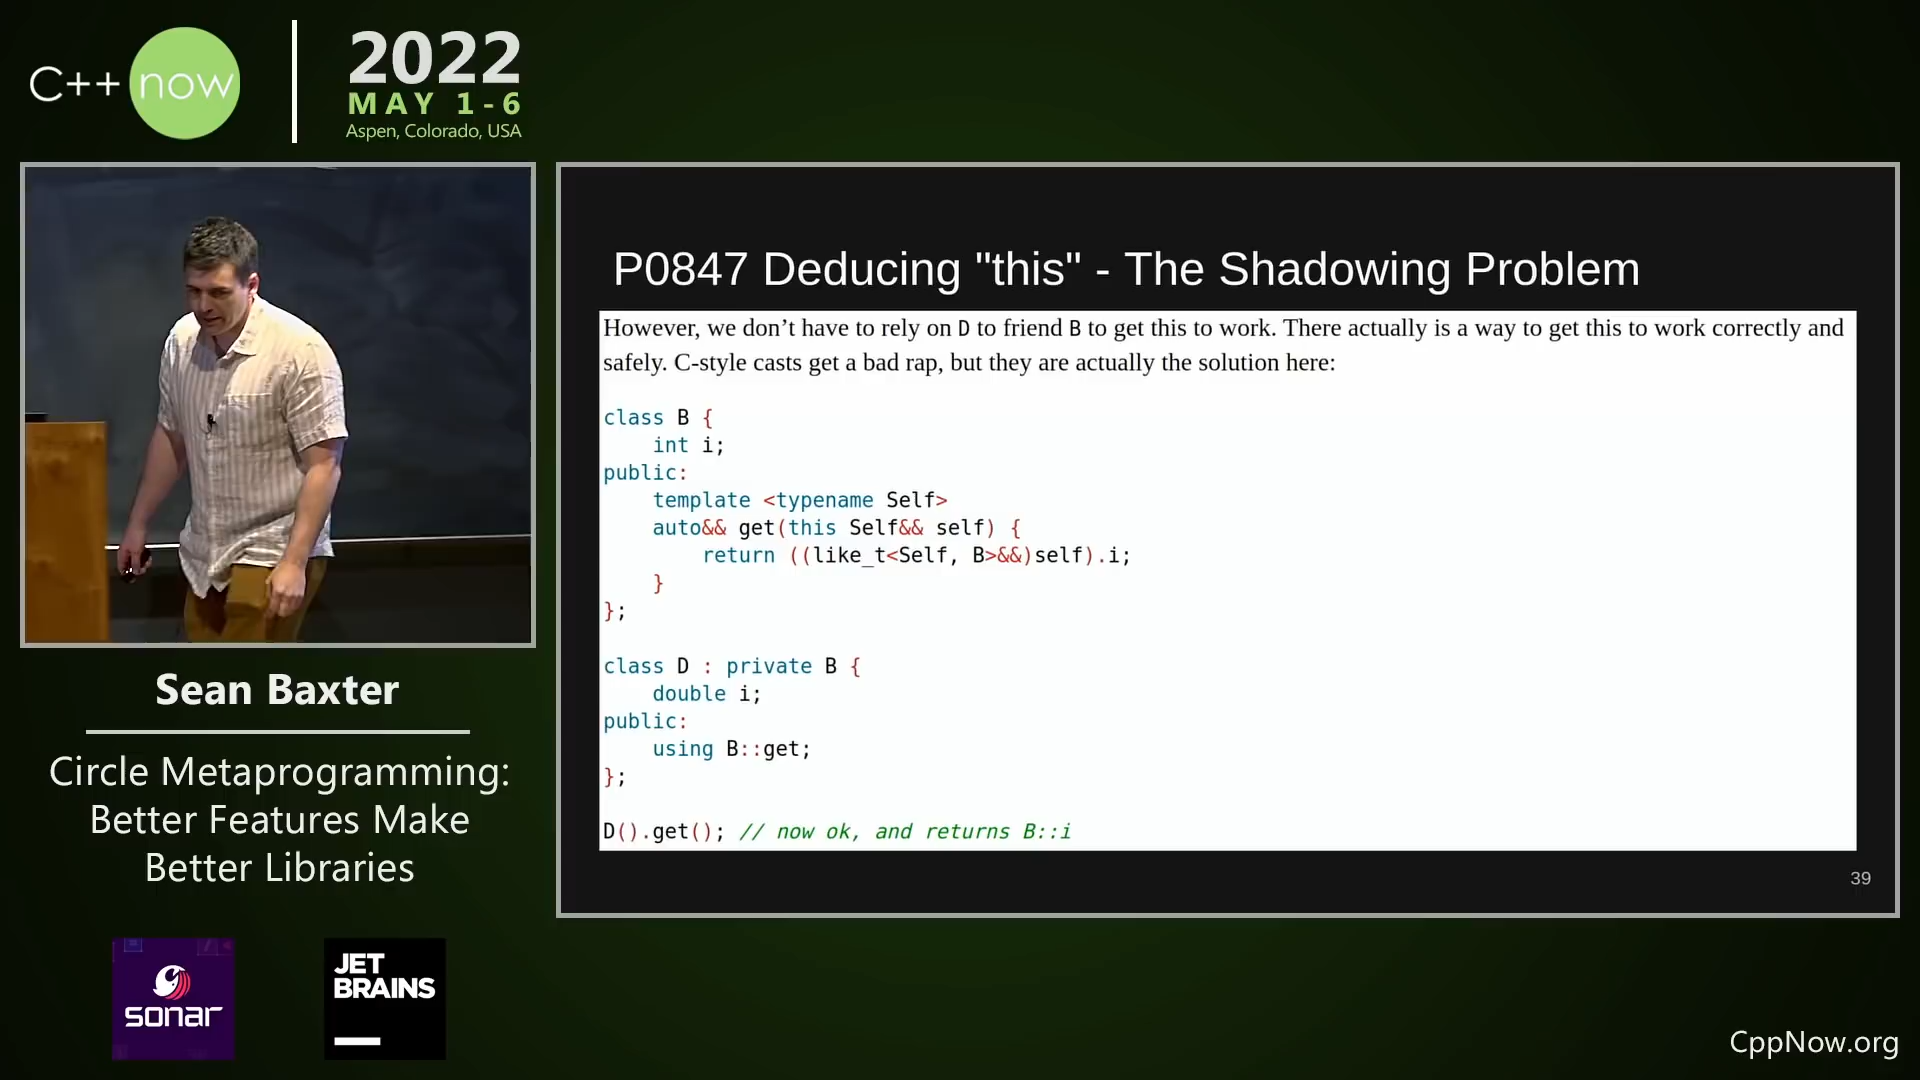 C++ now
2022
MAY 1-6
Aspen, Colorado, USA
P0847 Deducing "this" - The Shadowing Problem
However, we don’t have to rely on D to friend B to get this to work. There actually is a way to get this to work correctly and
safely. C-style casts get a bad rap, but they are actually the solution here:
class B {
    int i;
public:
    template <typename Self>
    auto&& get(this Self&& self) {
        return ((like_t<Self, B>&&)self).i;
    }
};
class D : private B {
    double i;
public:
    using B::get;
};
D().get(); // now ok, and returns B::i
39
Sean Baxter
Circle Metaprogramming:
Better Features Make
Better Libraries
sonar
JET
BRAINS
CppNow.org